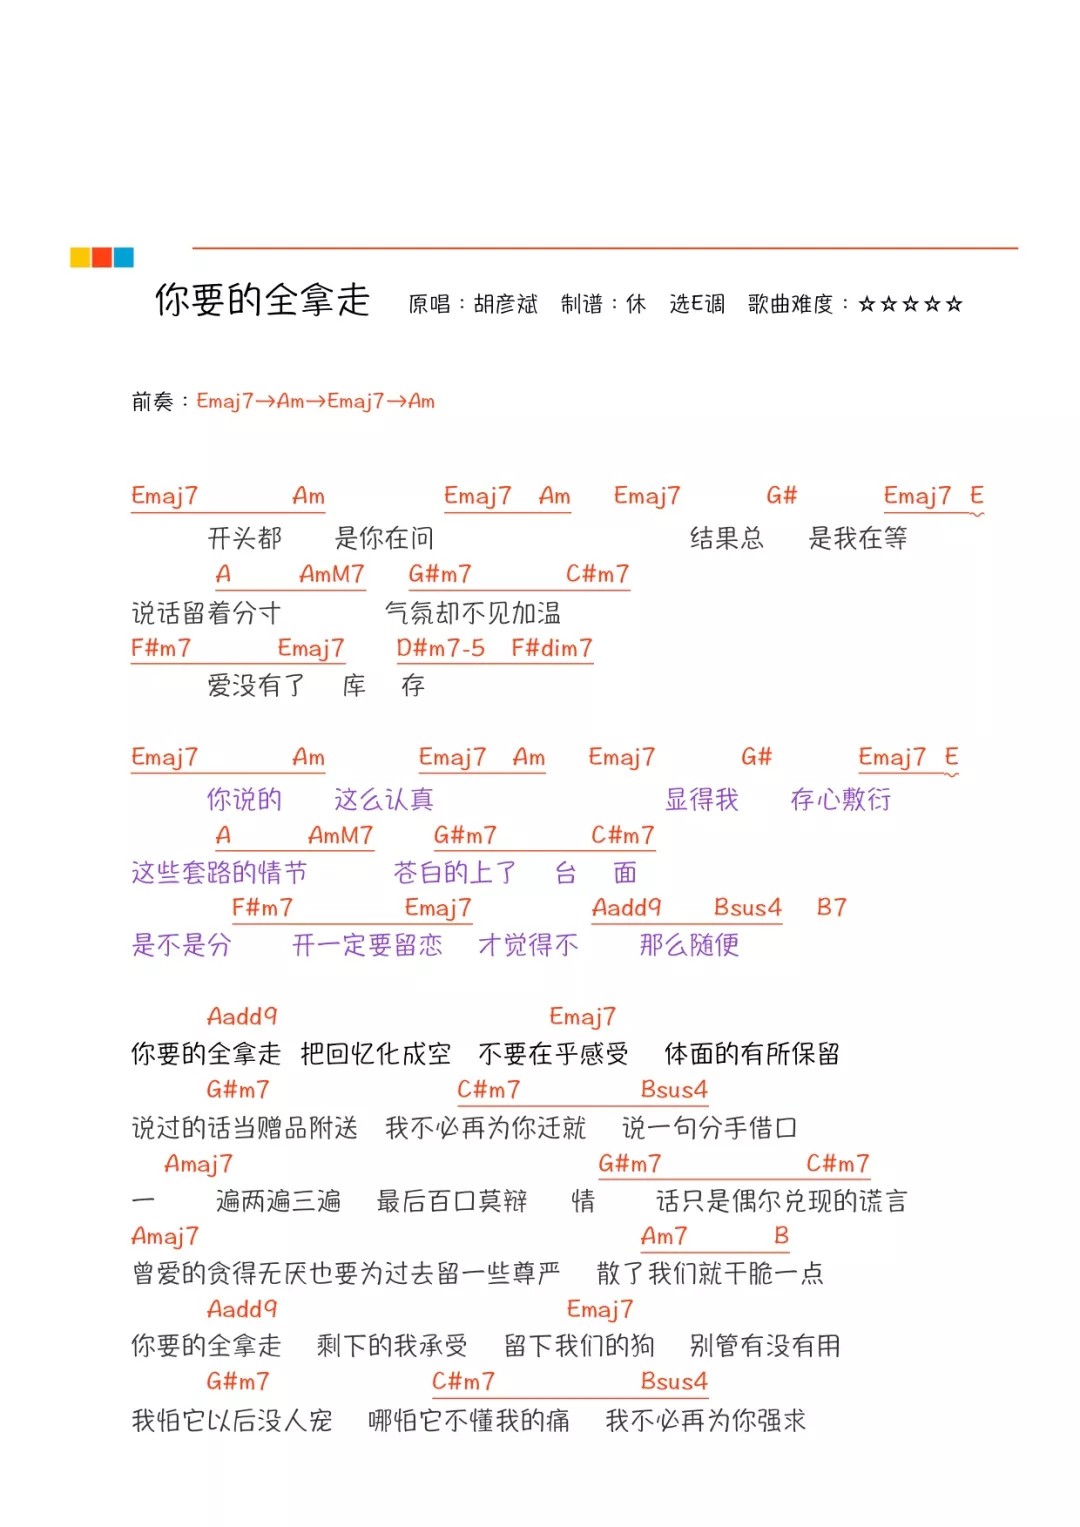 你要的全拿走 原唱：胡彦斌 制谱：休 选E调 歌曲难度：☆☆☆☆☆
前奏：Emaj7→Am→Emaj7→Am
Emaj7 Am Emaj7 Am Emaj7 G# Emaj7 E
开头都 是你在问 结果总 是我在等
A AmM7 G#m7 C#m7
说话留着分寸 气氛却不见加温
F#m7 Emaj7 D#m7-5 F#dim7
爱没有了 库 存
Emaj7 Am Emaj7 Am Emaj7 G# Emaj7 E
你说的 这么认真 显得我 存心敷衍
A AmM7 G#m7 C#m7
这些套路的情节 苍白的上了 台 面
F#m7 Emaj7 Aadd9 Bsus4 B7
是不是分 开一定要留恋 才觉得不 那么随便
Aadd9 Emaj7
你要的全拿走 把回忆化成空 不要在乎感受 体面的有所保留
G#m7 C#m7 Bsus4
说过的话当赠品附送 我不必再为你迁就 说一句分手借口
Amaj7 G#m7 C#m7
一 遍两遍三遍 最后百口莫辩 情 话只是偶尔兑现的谎言
Amaj7 Am7 B
曾爱的贪得无厌也要为过去留一些尊严 散了我们就干脆一点
Aadd9 Emaj7
你要的全拿走 剩下的我承受 留下我们的狗 别管有没有用
G#m7 C#m7 Bsus4
我怕它以后没人宠 哪怕它不懂我的痛 我不必再为你强求